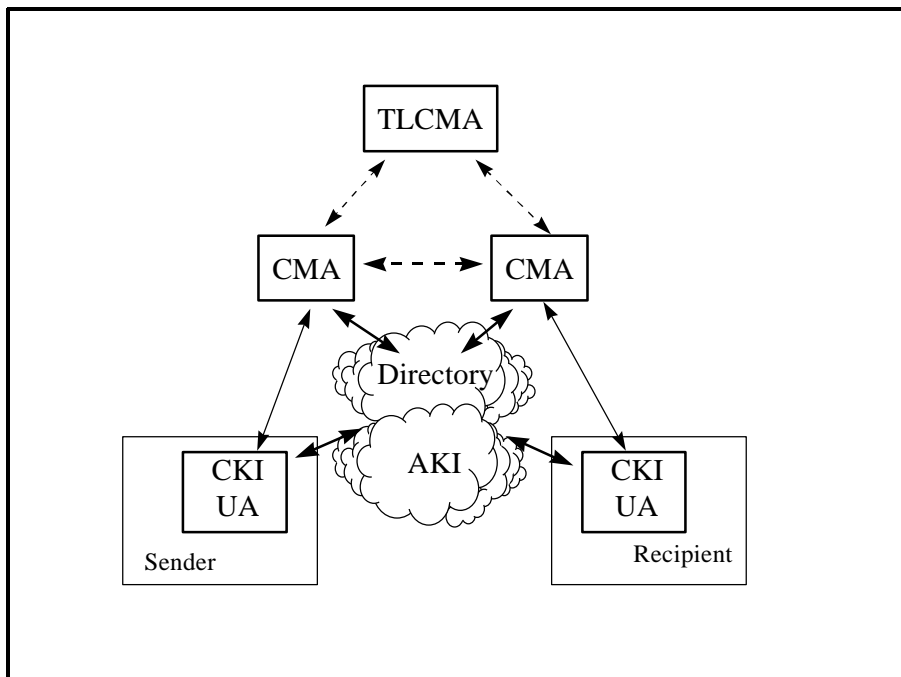 TLCMA
CMA
CMA
Directory
AKI
CKI
UA
Sender
CKI
UA
Recipient